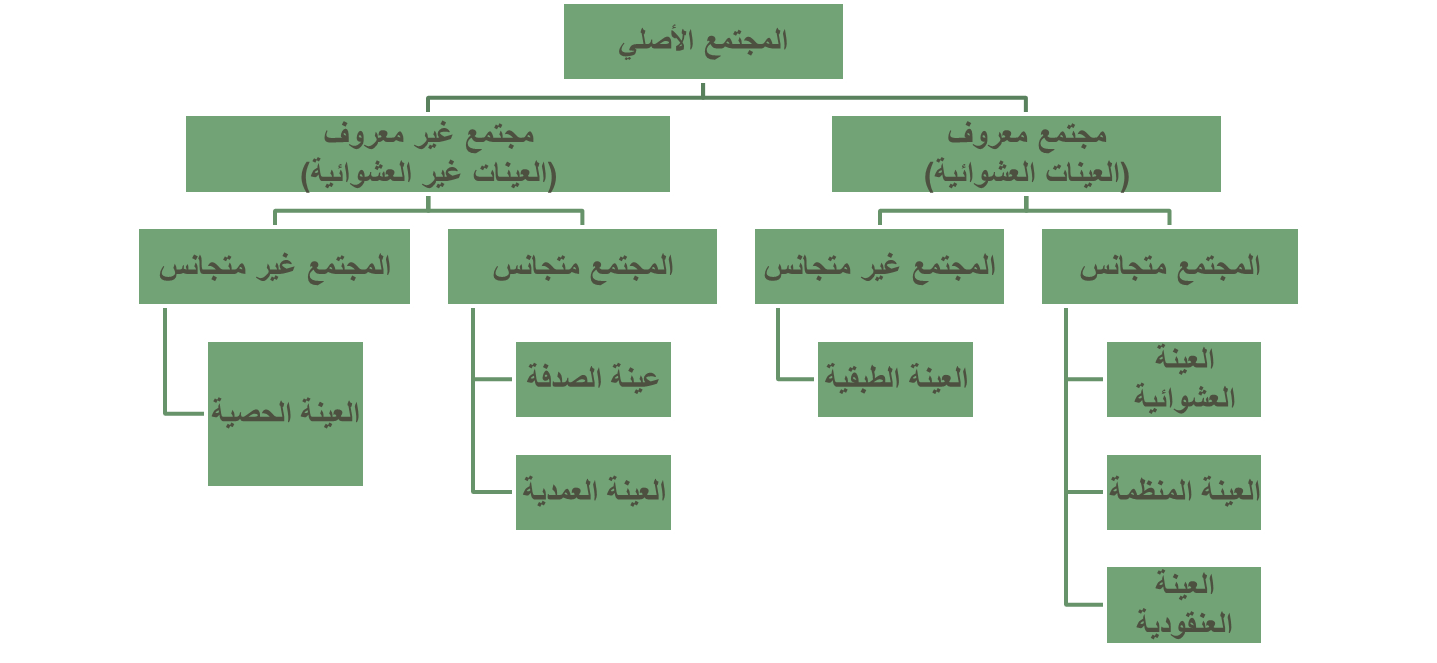 المجتمع الأصلي
مجتمع معروف
(العينات العشوائية)
مجتمع غير معروف
(العينات غير العشوائية)
المجتمع متجانس
المجتمع غير متجانس
المجتمع متجانس
المجتمع غير متجانس
العينة
العشوائية
العينة الطبقية
عينة الصدفة
العينة الحصية
العينة المنظمة
العينة العمدية
العينة
العنقودية